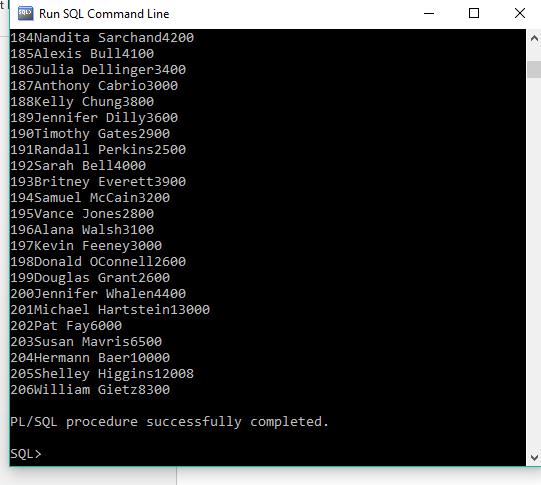 Run SQL Command Line
184Nandita Sarchand4200
185Alexis Bull4100
186Julia Dellinger3400
187Anthony Cabrio3000
188Kelly Chung3800
189Jennifer Dilly3600
190Timothy Gates2900
191Randall Perkins2500
192Sarah Bell4000
193Britney Everett3900
194Samuel McCain3200
195Vance Jones2800
196Alana Walsh3100
197Kevin Feeney3000
198Donald OConnell2600
199Douglas Grant2600
200Jennifer Whalen4400
201Michael Hartstein13000
202Pat Fay6000
203Susan Mavris6500
204Hermann Baer10000
205Shelley Higgins12008
206William Gietz8300
PL/SQL procedure successfully completed.
SQL>